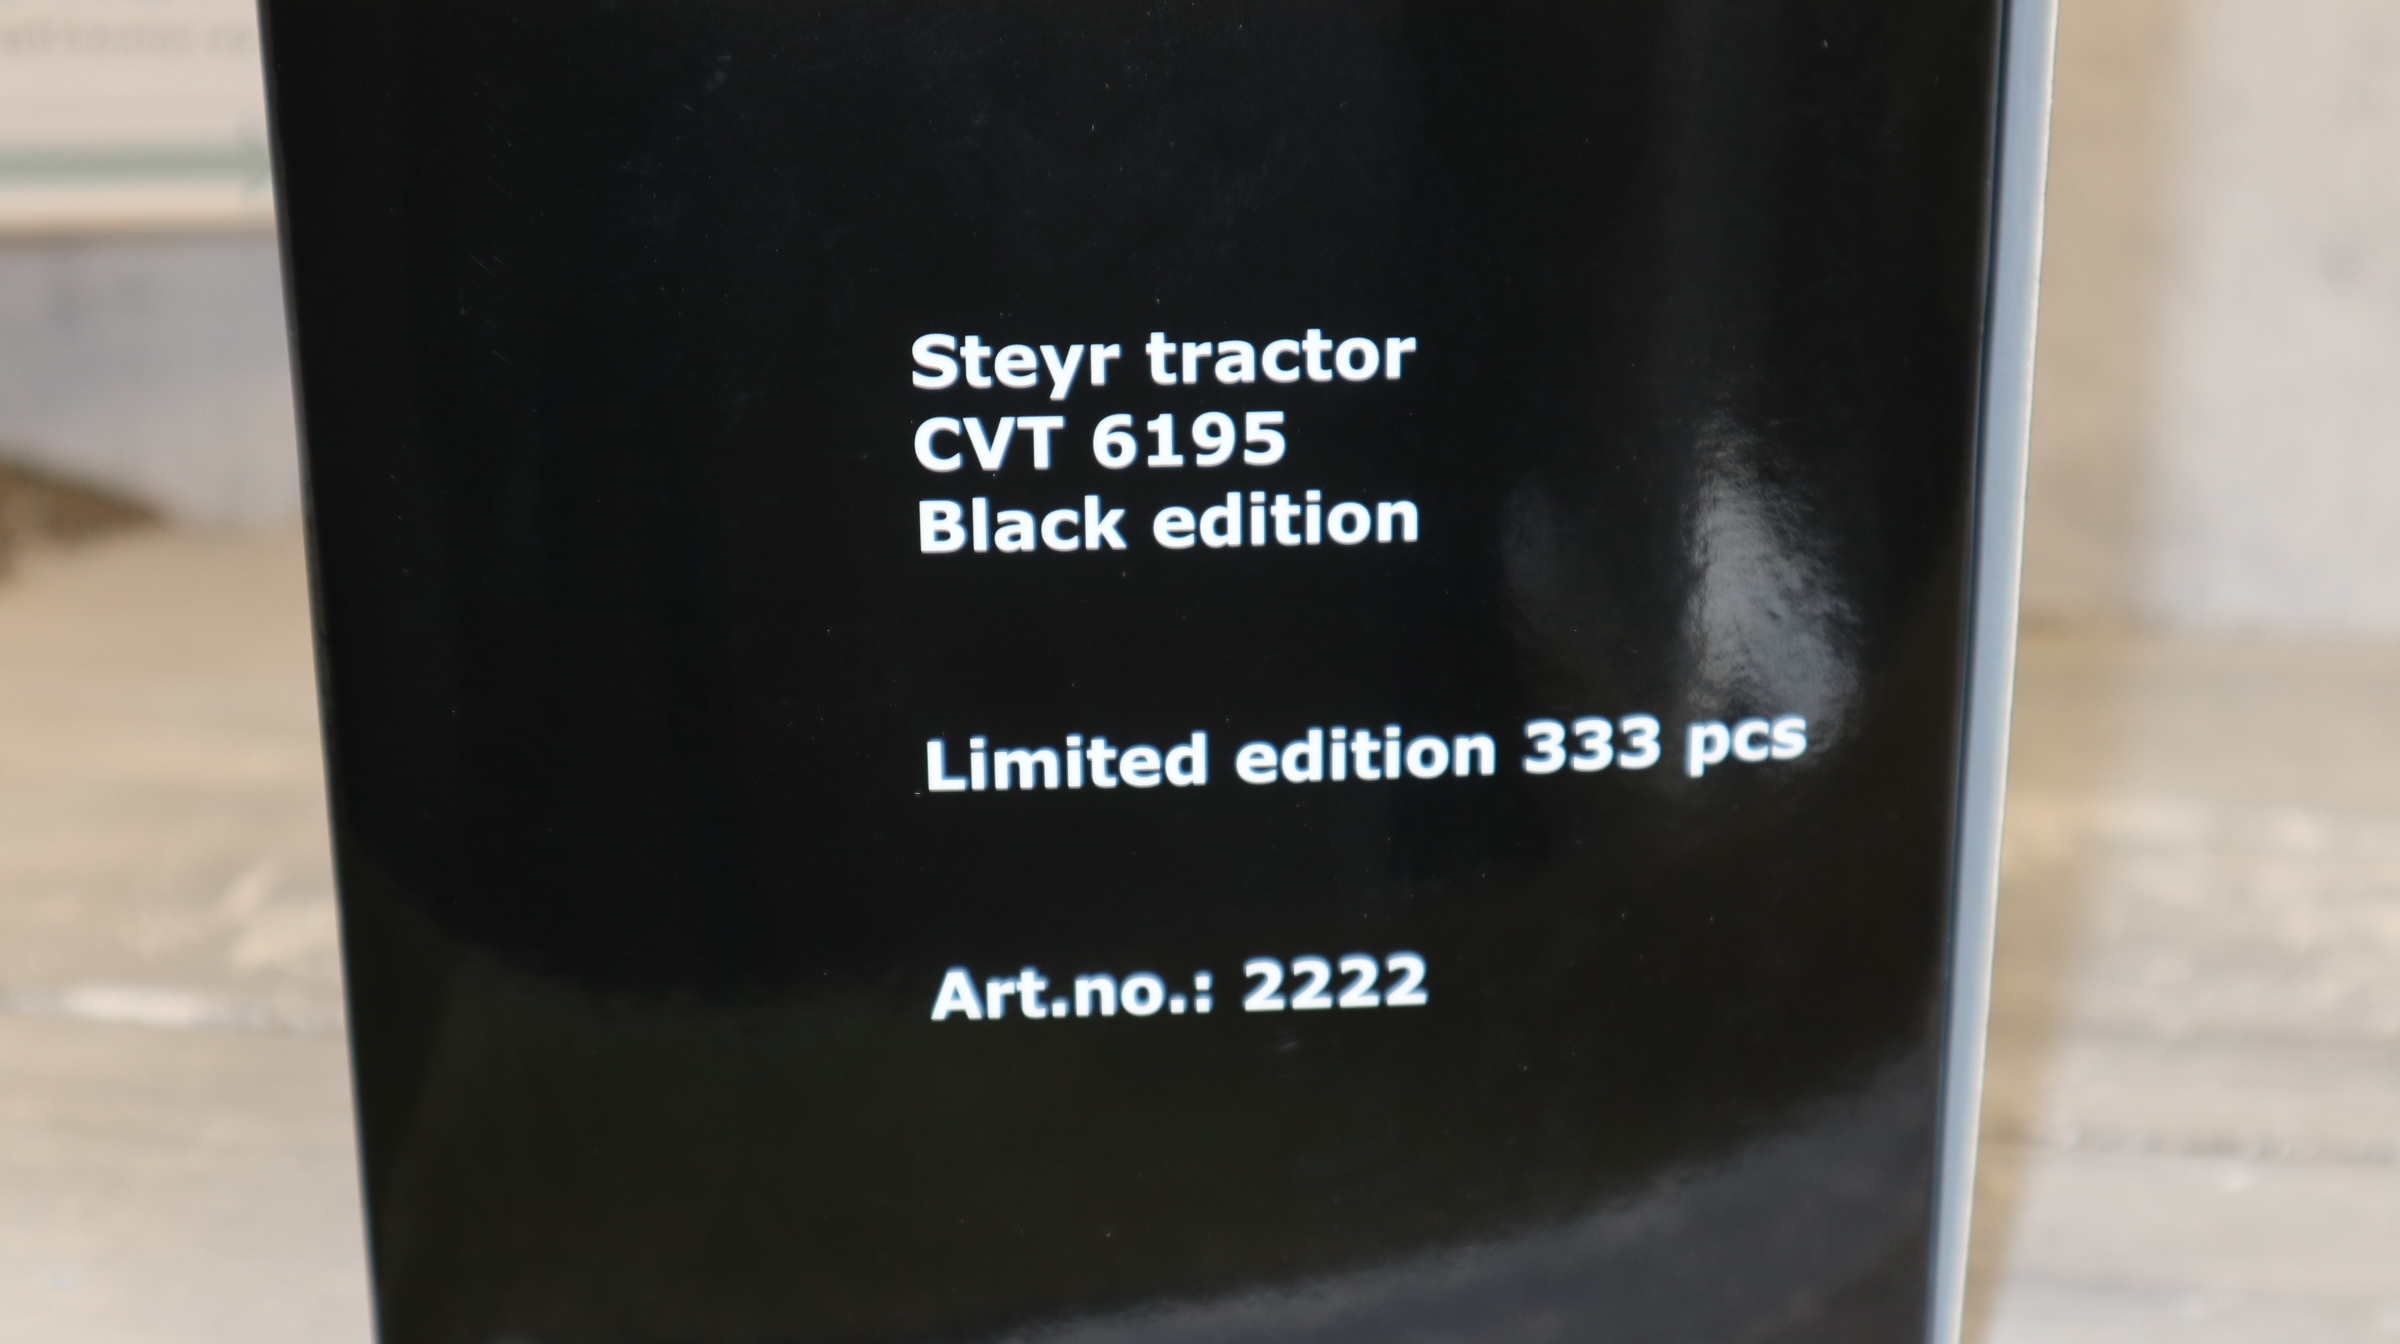 Steyr tractor
CVT 6195
Black edition
Limited edition 333 pcs
Art.no.: 2222